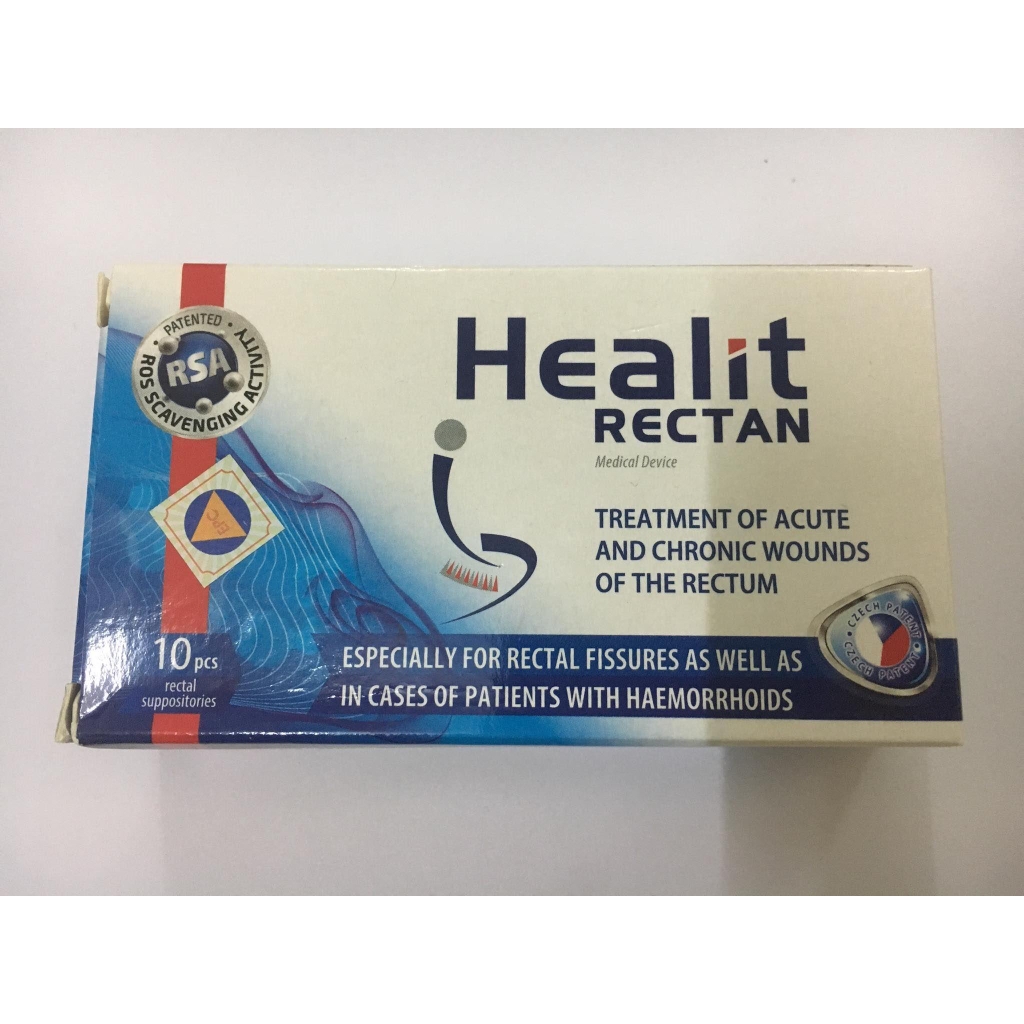 PATENTED
ROS SCAVENGING ACTIVITY
RSA
Healit
RECTAN
Medical Device
EPC
TREATMENT OF ACUTE
AND CHRONIC WOUNDS
OF THE RECTUM
CZECH PATENT
CZECH PATENT
10 pcs
rectal
suppositories
ESPECIALLY FOR RECTAL FISSURES AS WELL AS
IN CASES OF PATIENTS WITH HAEMORRHOIDS